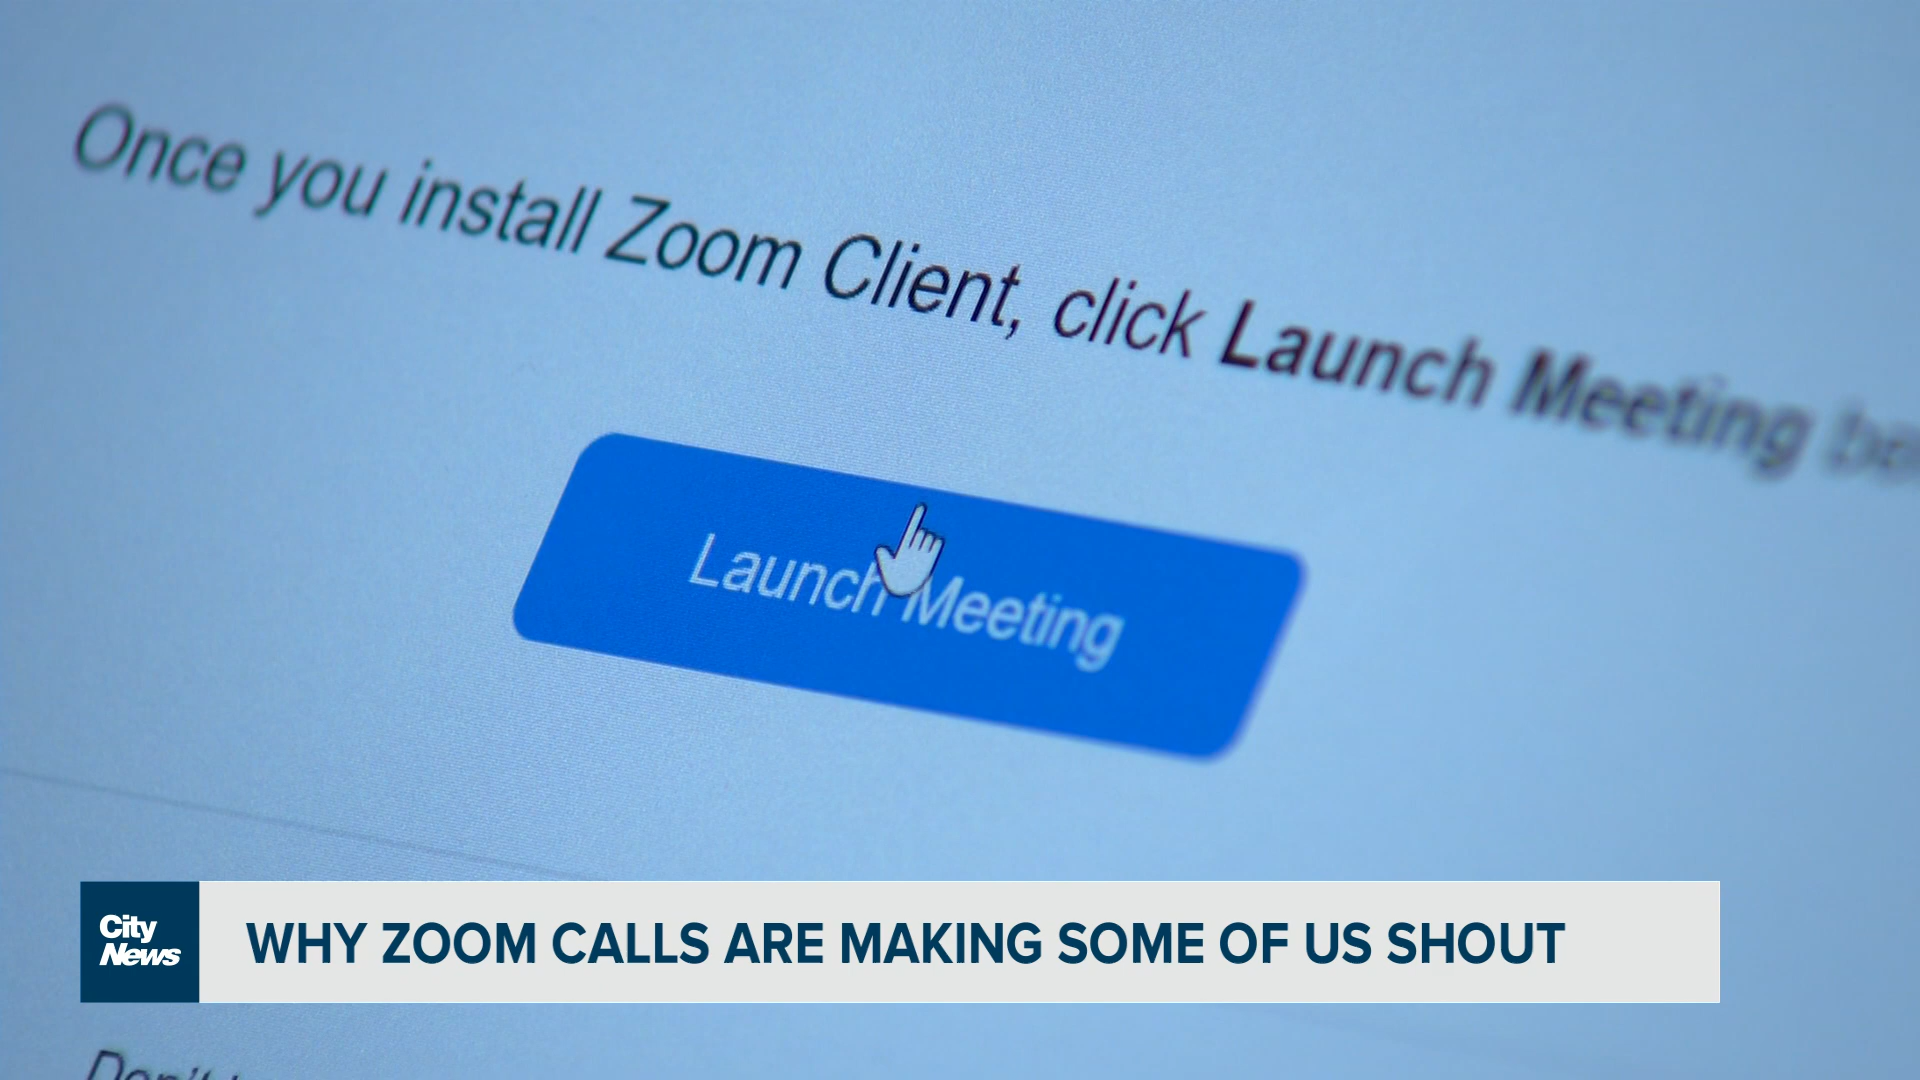 Once you install Zoom Client, click Launch Meeting
Launch Meeting
City
News
WHY ZOOM CALLS ARE MAKING SOME OF US SHOUT